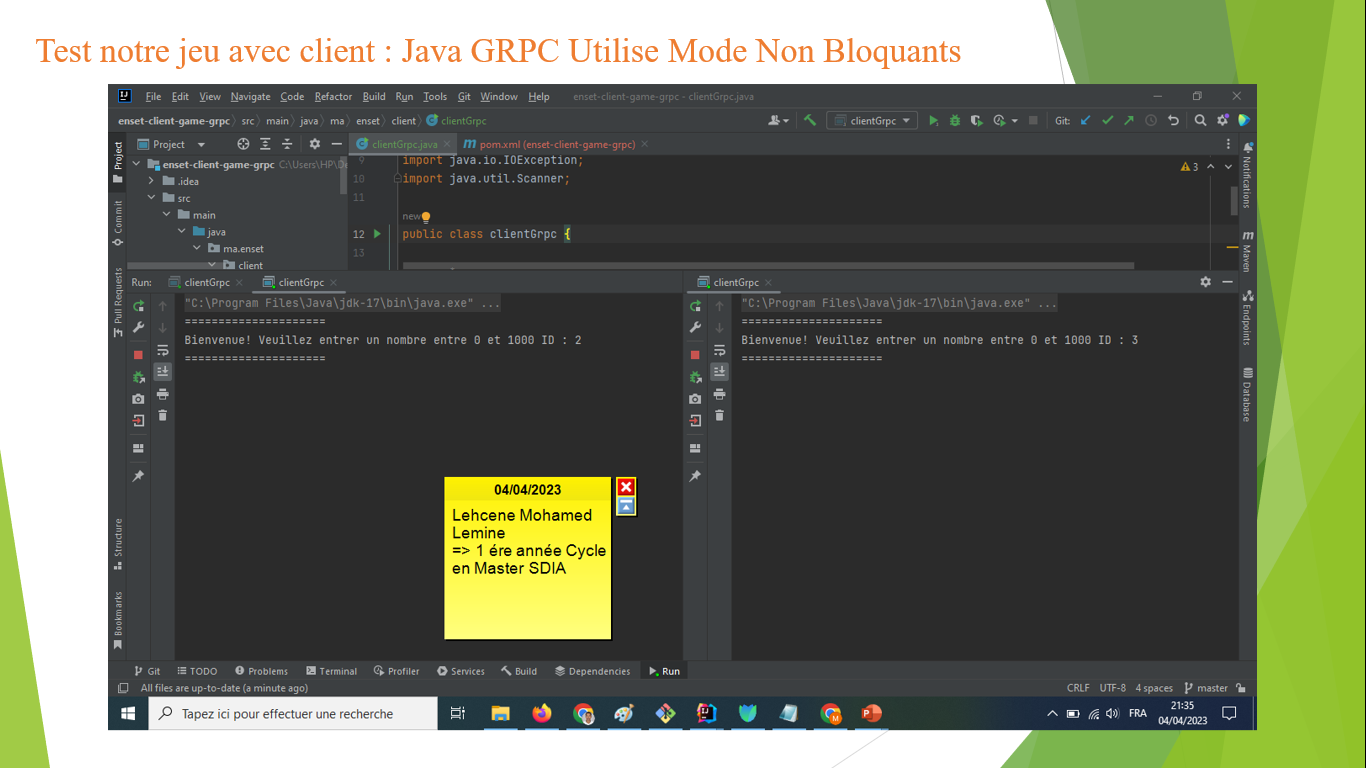 Test notre jeu avec client : Java GRPC Utilise Mode Non Bloquants
File Edit View Navigate Code Refactor Build Run Tools Git Window Help enset-client-game-grpc - clientGrpc.java
enset-client-game-grpc src main java ma enset client clientGrpc clientGrpc Git:
Project clientGrpc.java pom.xml (enset-client-game-grpc)
enset-client-game-grpc C:\Users\HP\De
.idea
src
main
java
ma.enset
client
9 import java.io.IOException;
10 import java.util.Scanner;
11
new
12 public class clientGrpc {
13
3
Project
Commit
Pull Requests
Structure
Bookmarks
Notifications
Maven
Endpoints
Database
Run: clientGrpc clientGrpc
"C:\Program Files\Java\jdk-17\bin\java.exe" ...
=====================
Bienvenue! Veuillez entrer un nombre entre 0 et 1000 ID : 2
=====================
clientGrpc
"C:\Program Files\Java\jdk-17\bin\java.exe" ...
=====================
Bienvenue! Veuillez entrer un nombre entre 0 et 1000 ID : 3
=====================
04/04/2023
Lehcene Mohamed
Lemine
=> 1 ére année Cycle
en Master SDIA
Git TODO Problems Terminal Profiler Services Build Dependencies Run
All files are up-to-date (a minute ago) CRLF UTF-8 4 spaces master
Tapez ici pour effectuer une recherche FRA
21:35
04/04/2023